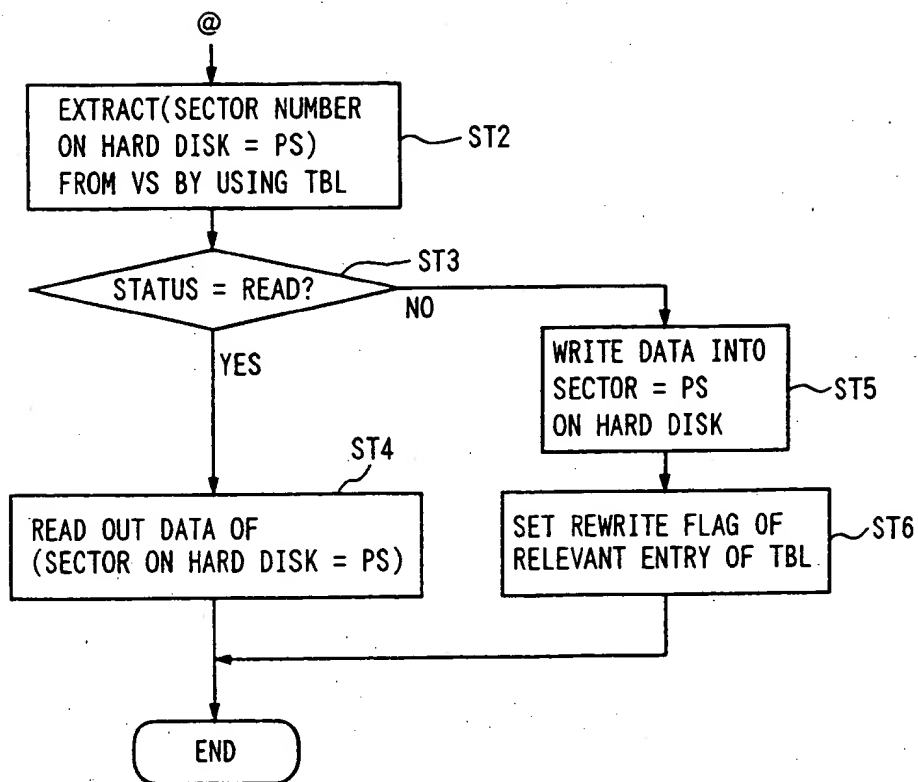 @
EXTRACT(SECTOR NUMBER
ON HARD DISK = PS)
FROM VS BY USING TBL
ST2
STATUS = READ?
ST3
NO
YES
WRITE DATA INTO
SECTOR = PS
ON HARD DISK
ST5
ST4
READ OUT DATA OF
(SECTOR ON HARD DISK = PS)
SET REWRITE FLAG OF
RELEVANT ENTRY OF TBL
ST6
END